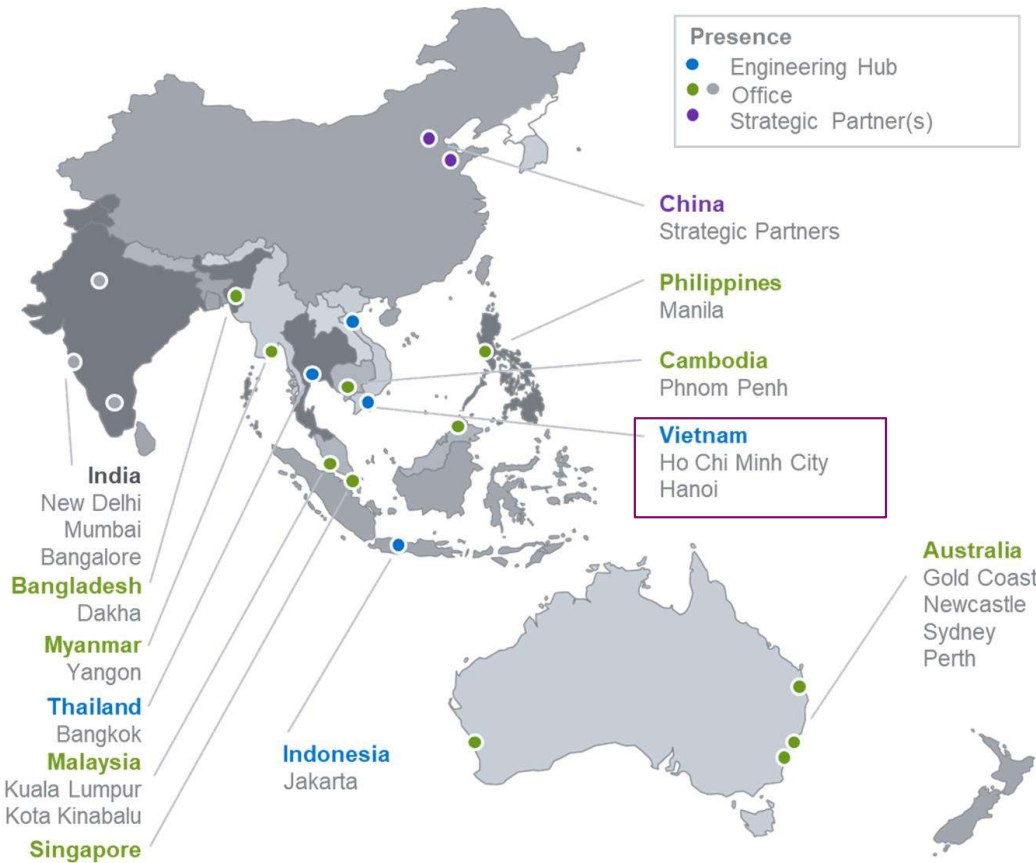 Presence
Engineering Hub
Office
Strategic Partner(s)
China
Strategic Partners
Philippines
Manila
Cambodia
Phnom Penh
Vietnam
Ho Chi Minh City
Hanoi
India
New Delhi
Mumbai
Bangalore
Bangladesh
Dakha
Myanmar
Yangon
Thailand
Bangkok
Malaysia
Kuala Lumpur
Kota Kinabalu
Singapore
Indonesia
Jakarta
Australia
Gold Coast
Newcastle
Sydney
Perth